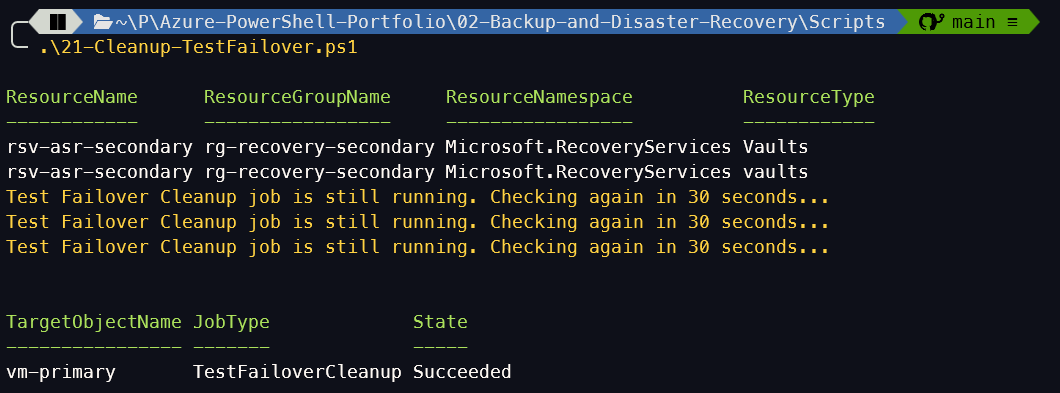 ~\P\Azure-PowerShell-Portfolio\02-Backup-and-Disaster-Recovery\Scripts main ≡
.\21-Cleanup-TestFailover.ps1
ResourceName ResourceGroupName ResourceNamespace ResourceType
------------ ----------------- ----------------- ------------
rsv-asr-secondary rg-recovery-secondary Microsoft.RecoveryServices Vaults
rsv-asr-secondary rg-recovery-secondary Microsoft.RecoveryServices vaults
Test Failover Cleanup job is still running. Checking again in 30 seconds...
Test Failover Cleanup job is still running. Checking again in 30 seconds...
Test Failover Cleanup job is still running. Checking again in 30 seconds...
TargetObjectName JobType State
---------------- ------- -----
vm-primary TestFailoverCleanup Succeeded